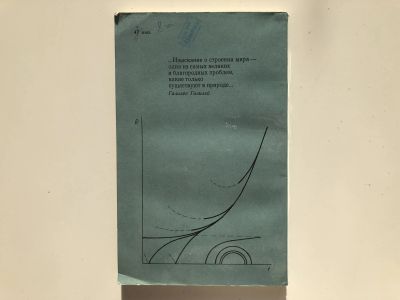 ...Изыскание о строении мира —
одна из самых великих
и благородных проблем,
какие только
существуют в природе...
Галилео Галилей
R
t